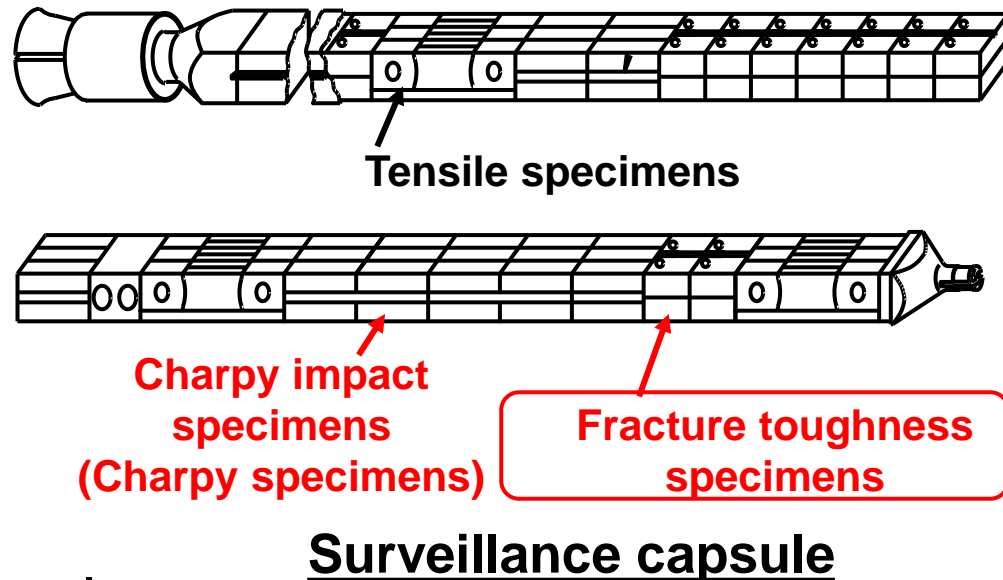 Tensile specimens
Charpy impact
specimens
(Charpy specimens)
Fracture toughness
specimens
Surveillance capsule